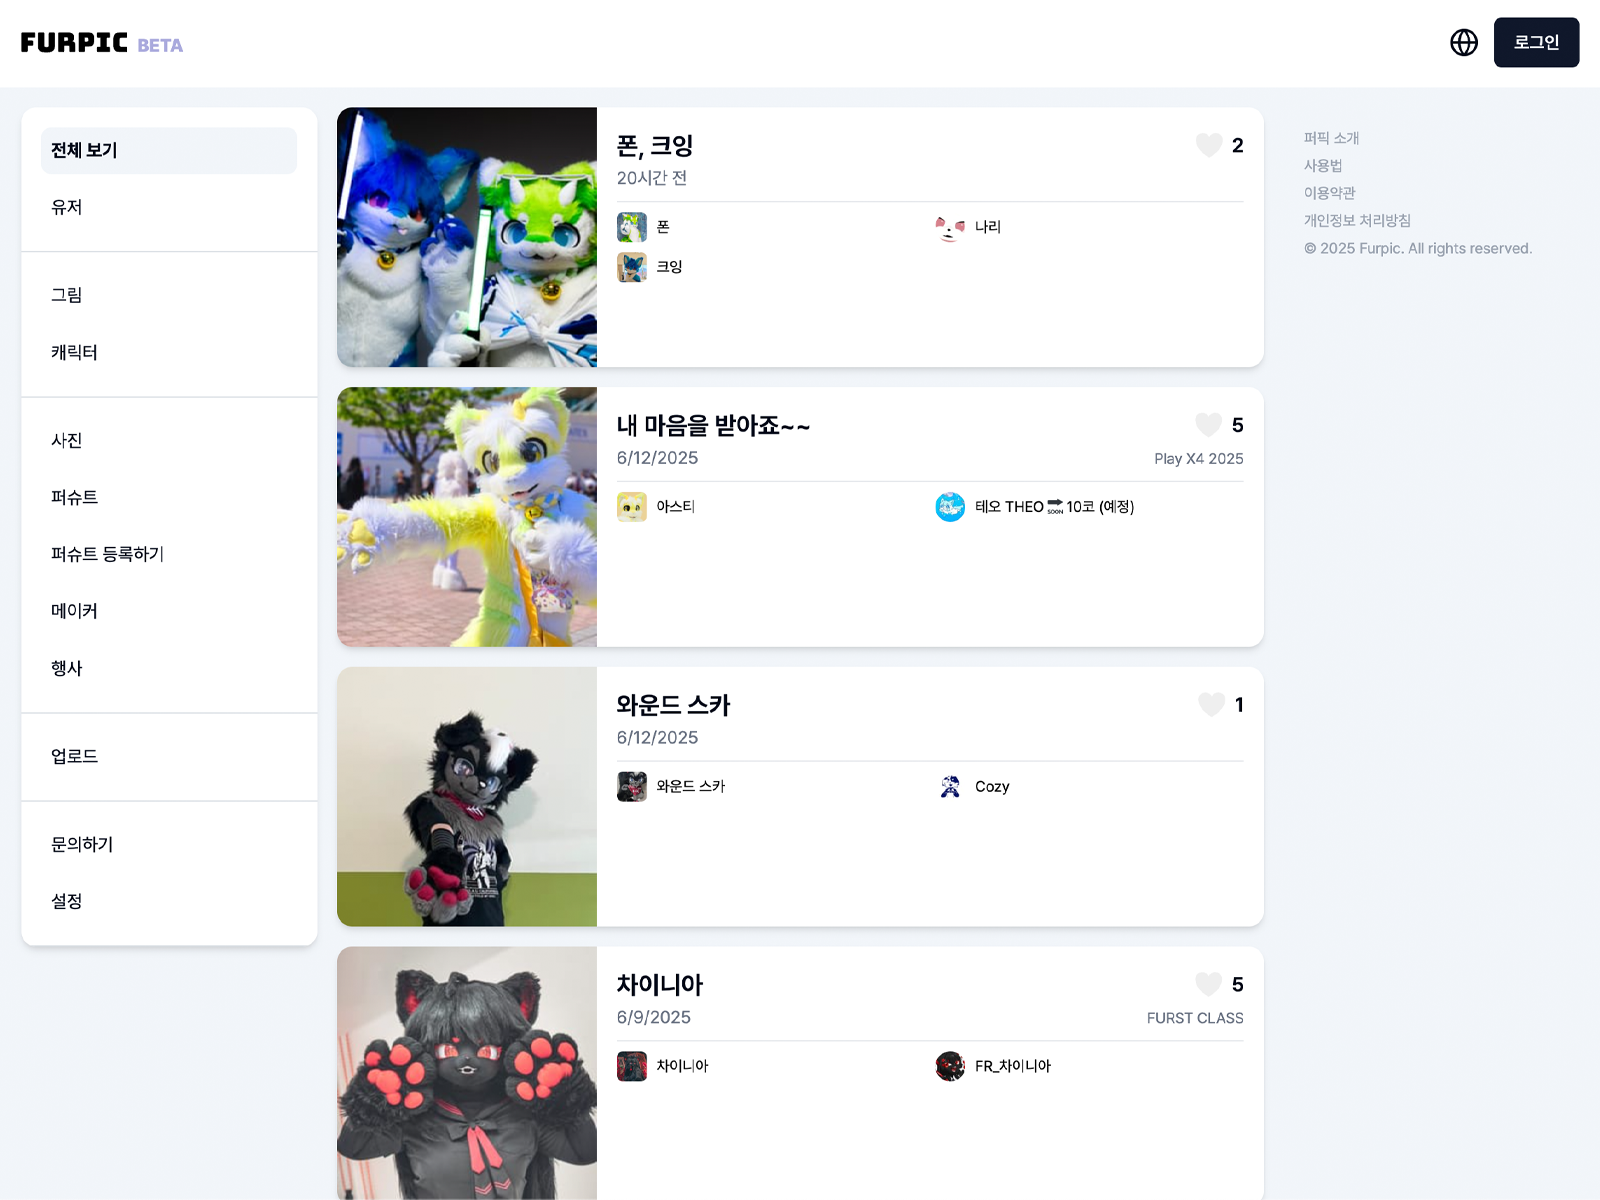 FURPIC BETA
로그인
전체 보기
유저
그림
캐릭터
사진
퍼슈트
퍼슈트 등록하기
메이커
행사
업로드
문의하기
설정
폰, 크잉
2
20시간 전
폰
나리
크잉
내 마음을 받아죠~~
5
6/12/2025
Play X4 2025
아스티
테오 THEO SOON 10코 (예정)
와운드 스카
1
6/12/2025
와운드 스카
Cozy
차이니아
5
6/9/2025
FURST CLASS
차이니아
FR_차이니아
퍼픽 소개
사용법
이용약관
개인정보 처리방침
© 2025 Furpic. All rights reserved.